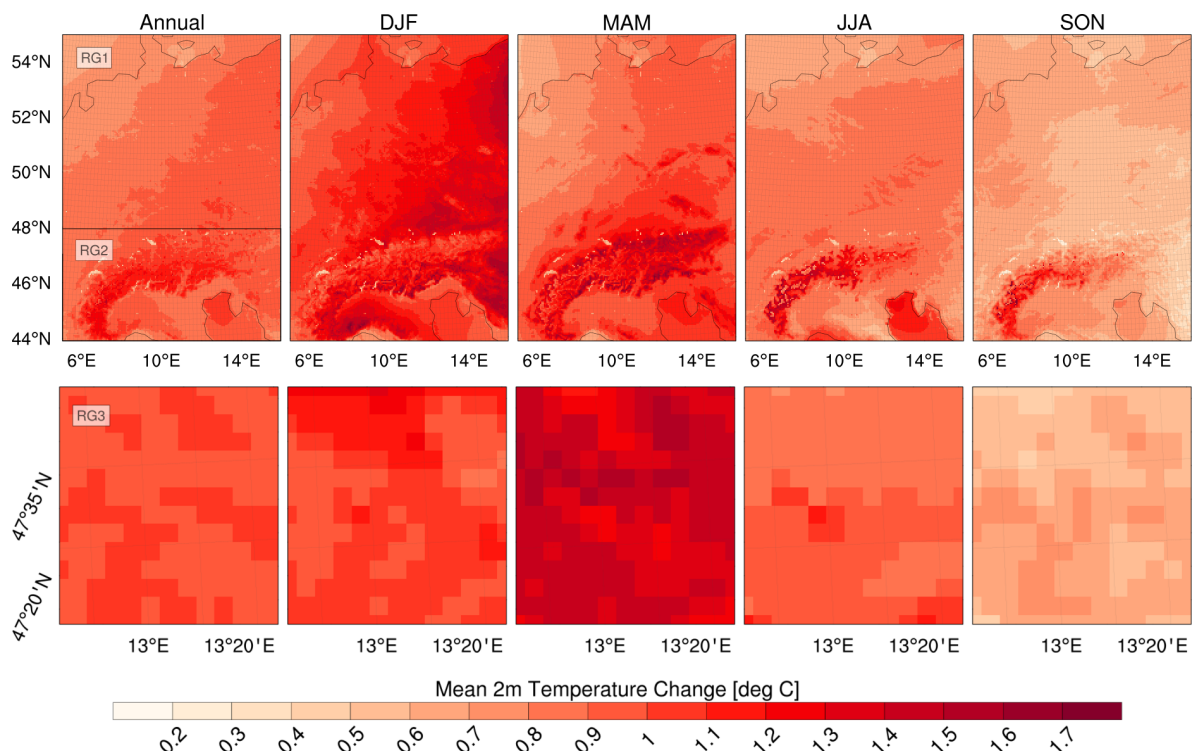 Annual DJF MAM JJA SON
RG1
54°N
52°N
50°N
48°N
RG2
46°N
44°N
6°E 10°E 14°E 6°E 10°E 14°E 6°E 10°E 14°E 6°E 10°E 14°E 6°E 10°E 14°E
RG3
47°35'N
47°20'N
13°E 13°20'E 13°E 13°20'E 13°E 13°20'E 13°E 13°20'E 13°E 13°20'E
Mean 2m Temperature Change [deg C]
0.2 0.3 0.4 0.5 0.6 0.7 0.8 0.9 1 1.1 1.2 1.3 1.4 1.5 1.6 1.7